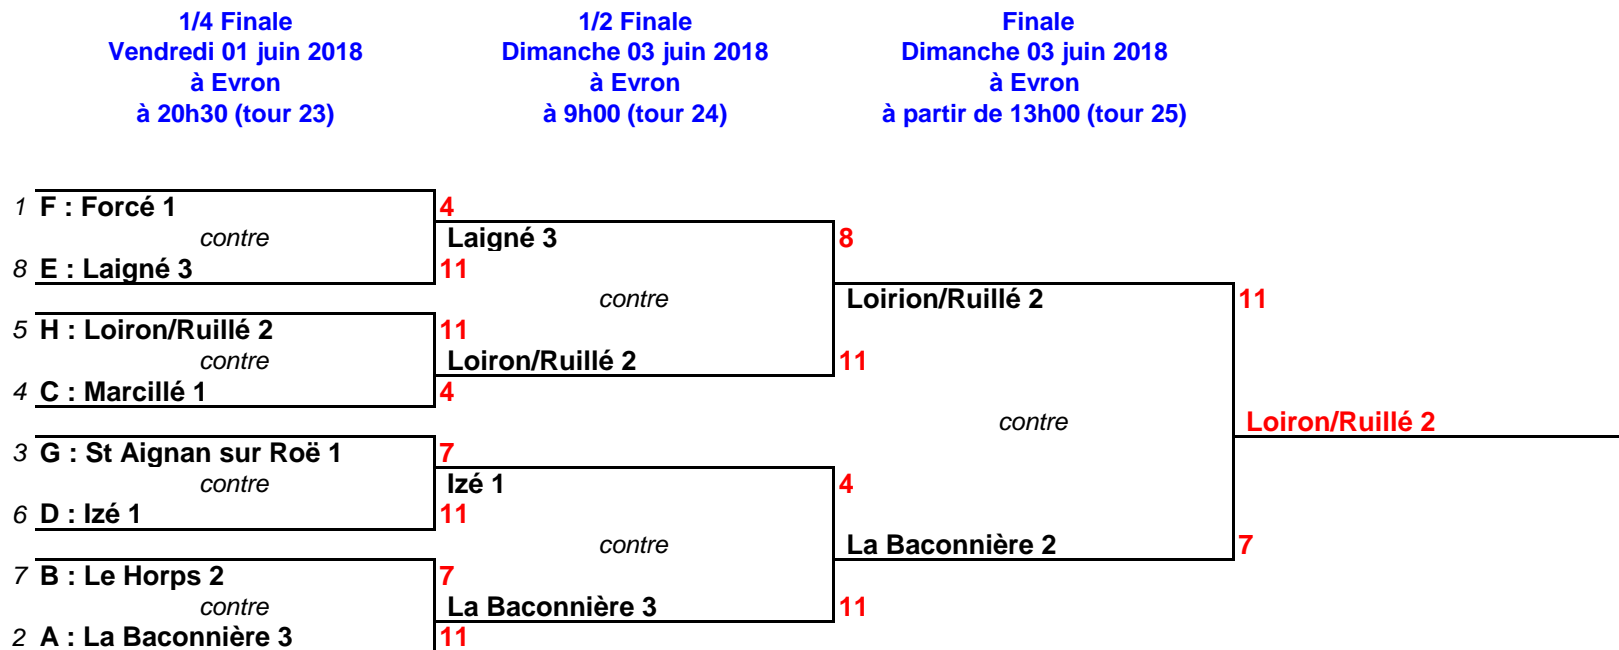 1/4 Finale
Vendredi 01 juin 2018
à Evron
à 20h30 (tour 23)
1/2 Finale
Dimanche 03 juin 2018
à Evron
à 9h00 (tour 24)
Finale
Dimanche 03 juin 2018
à Evron
à partir de 13h00 (tour 25)
1 F : Forcé 1 4
contre Laigné 3 8
8 E : Laigné 3 11
contre Loirion/Ruillé 2 11
5 H : Loiron/Ruillé 2 11
contre Loiron/Ruillé 2 11
4 C : Marcillé 1 4
contre Loiron/Ruillé 2
3 G : St Aignan sur Roë 1 7
contre Izé 1 4
6 D : Izé 1 11
contre La Baconnière 2 7
7 B : Le Horps 2 7
contre La Baconnière 3 11
2 A : La Baconnière 3 11